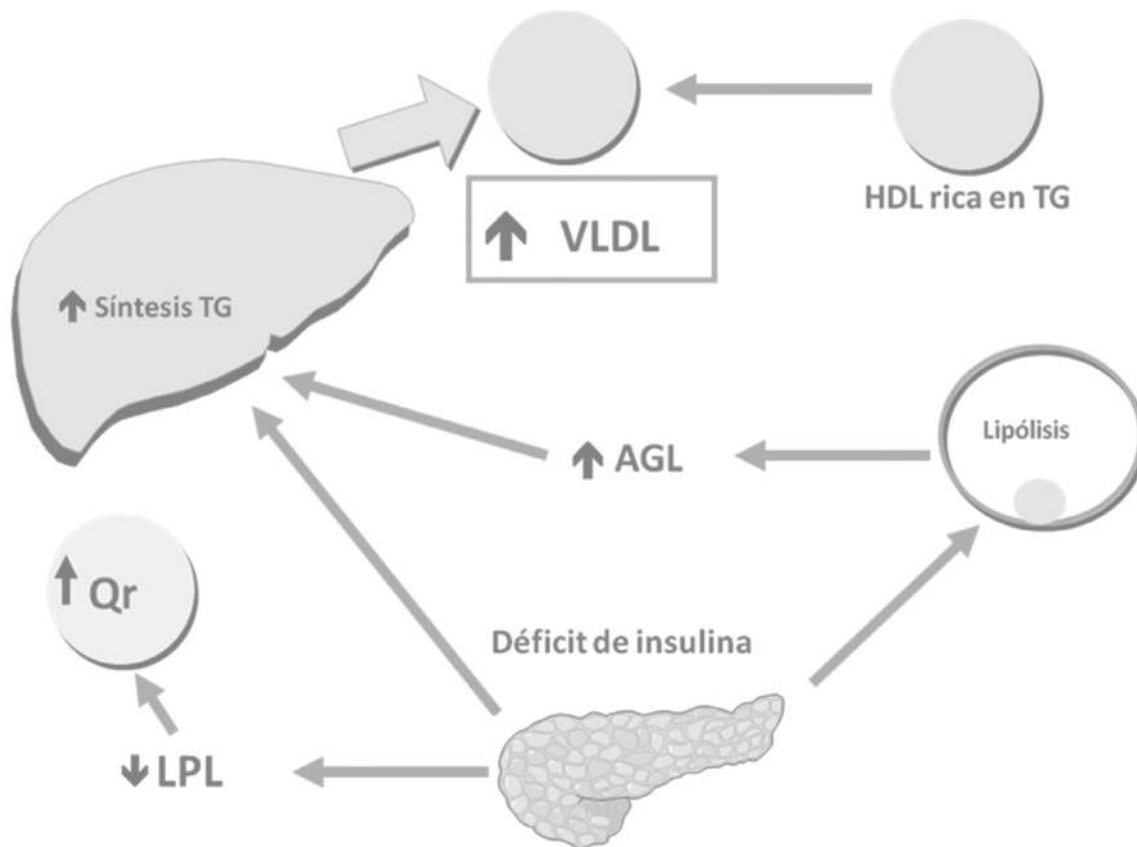 HDL rica en TG
VLDL
Síntesis TG
Lipólisis
AGL
Qr
Déficit de insulina
LPL